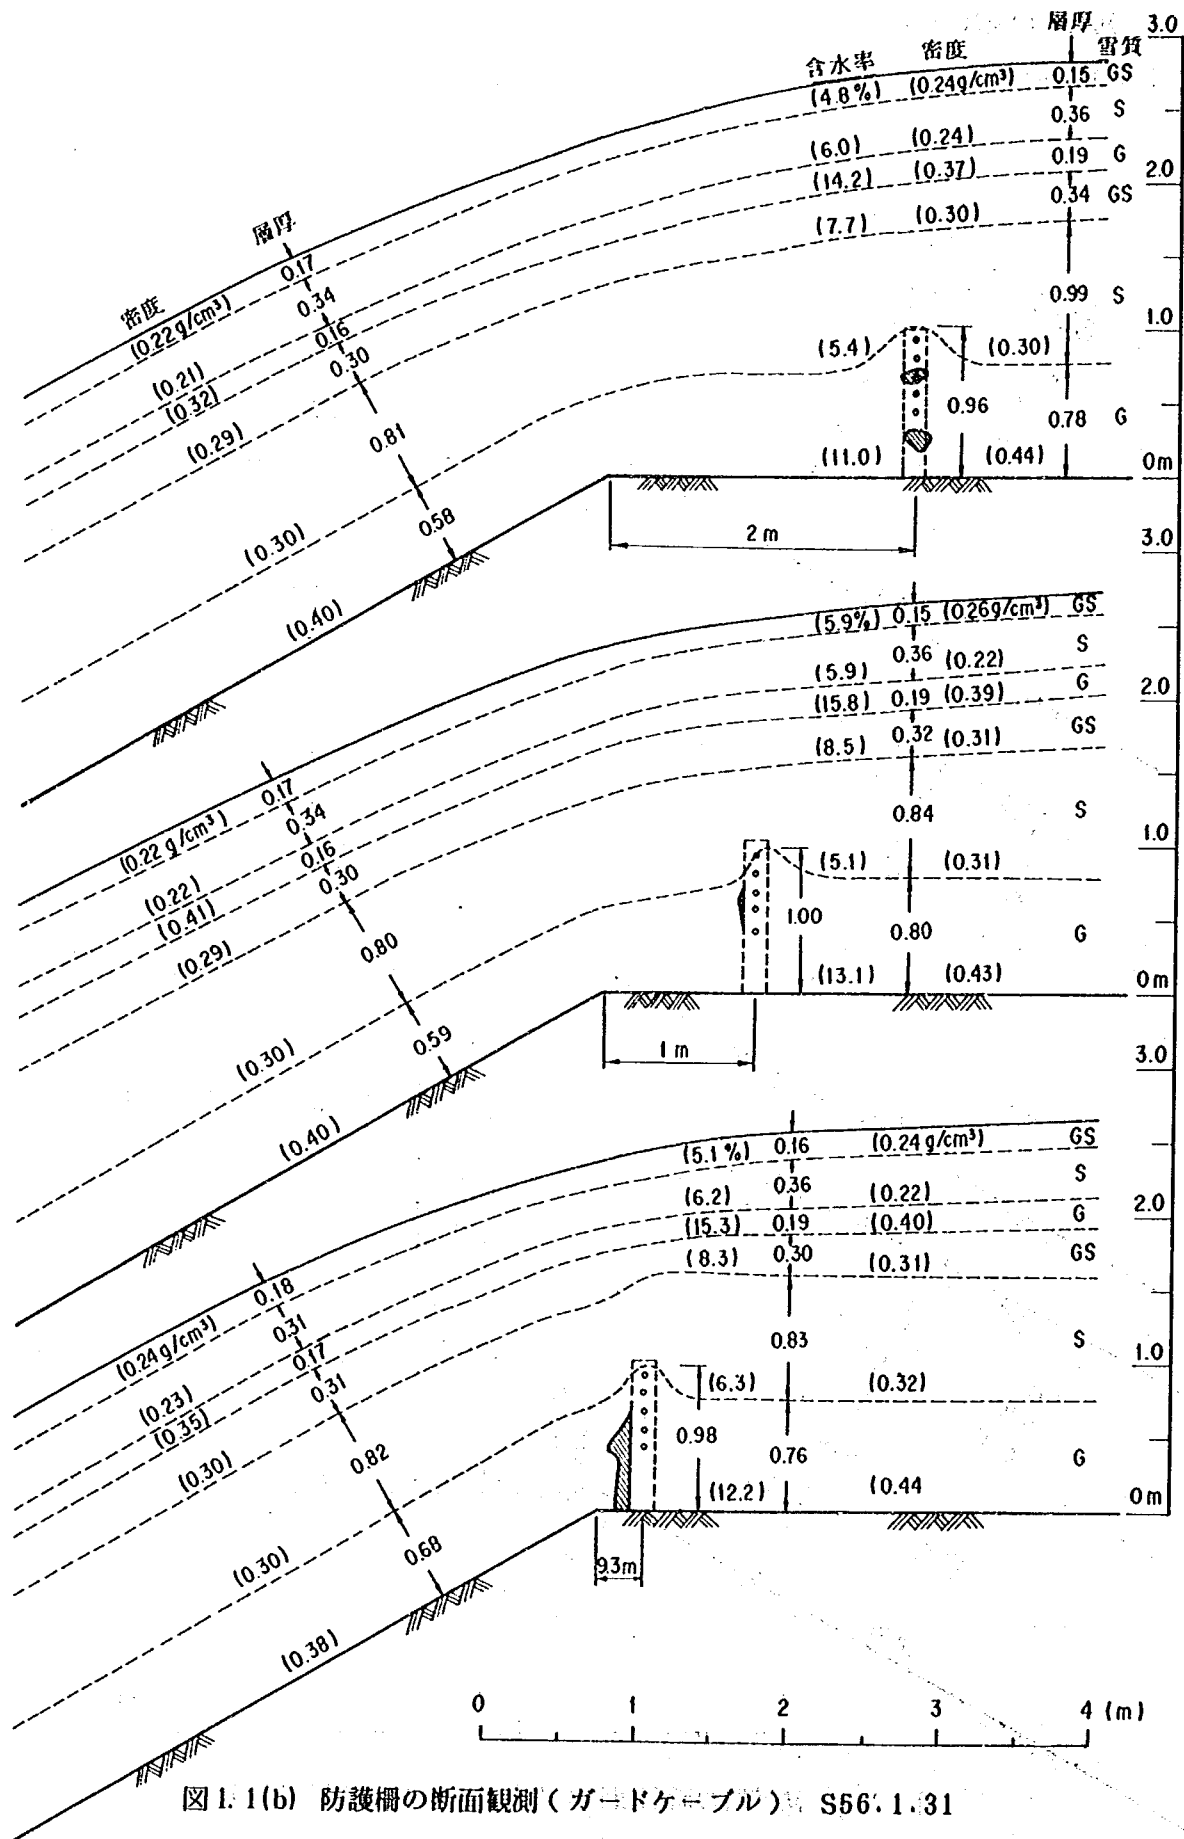 層厚 3.0
含水率 密度 雪質
(4.8%) (0.24g/cm³) 0.15 GS
0.36 S
(6.0) (0.24)
0.19 G
(14.2) (0.37) 2.0
0.34 GS
(7.7) (0.30)
層厚
0.17
密度
(0.22g/cm³) 0.34
0.99 S
0.16 1.0
(0.21) 0.30 (5.4) (0.30)
(0.32)
(0.29) 0.81 0.96 0.78 G
(11.0) (0.44) 0m
0.58
(0.30) 2m 3.0
(0.40)
(5.9%) 0.15 (0.26g/cm³) GS
0.36 S
(5.9) (0.22)
(15.8) 0.19 (0.39) G 2.0
0.32 GS
(8.5) (0.31)
0.17
0.34
(0.22g/cm³) 0.84 S
0.16 1.0
(0.22) 0.30 (5.1) (0.31)
(0.41) 1.00
(0.29) 0.80 0.80 G
(13.1) (0.43) 0m
0.59
(0.30) 1m 3.0
(0.40)
(5.1%) 0.16 (0.24g/cm³) GS
0.36 S
(6.2) (0.22)
(15.3) 0.19 (0.40) G 2.0
(8.3) 0.30 (0.31) GS
0.18
0.31
(0.24g/cm³) 0.83 S
0.17 1.0
(0.23) 0.31 (6.3) (0.32)
(0.35)
(0.30) 0.82 0.98 0.76 G
(12.2) (0.44 0m
0.68
(0.30) 9.3m
(0.38)
0 1 2 3 4 (m)
図1.1(b) 防護柵の断面観測(ガードケーブル) S56.1.31